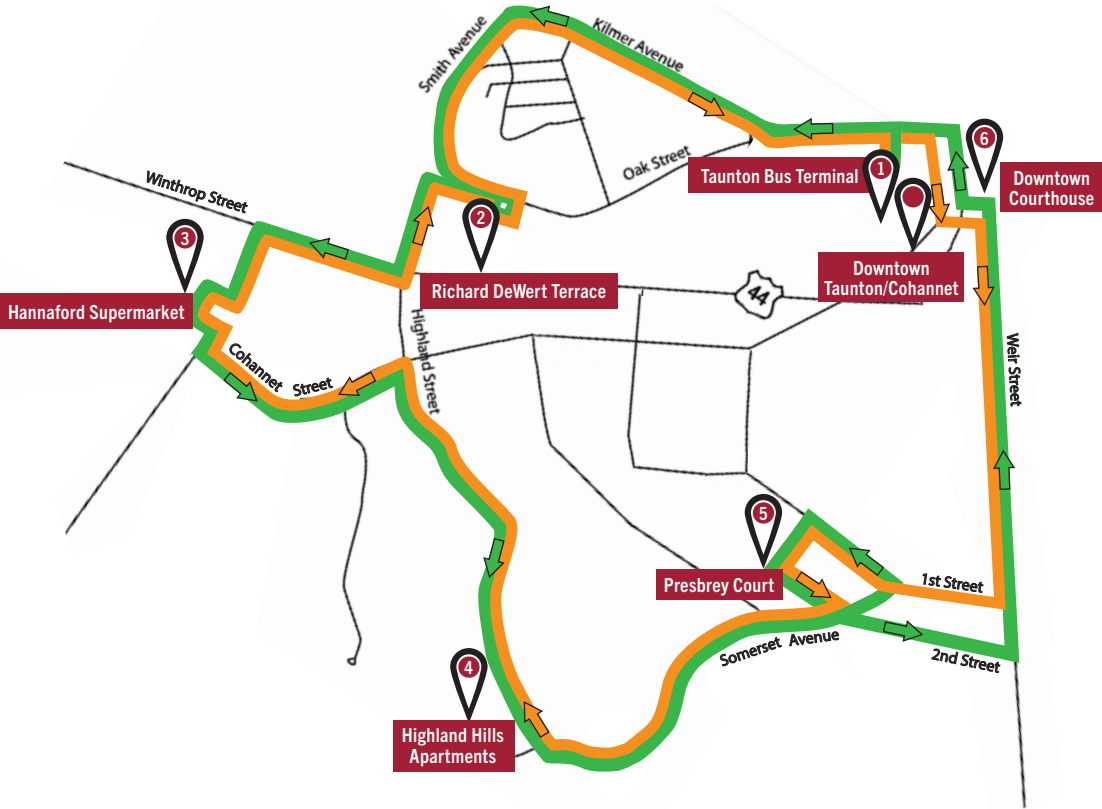 Kilmer Avenue
Smith Avenue
6
Oak Street
Taunton Bus Terminal
1
Downtown
Courthouse
Winthrop Street
2
3
Downtown
Taunton/Cohannet
Richard DeWert Terrace
44
Hannaford Supermarket
Highland Street
Weir Street
Cohannet Street
5
Presbrey Court
1st Street
Somerset Avenue
2nd Street
4
Highland Hills
Apartments